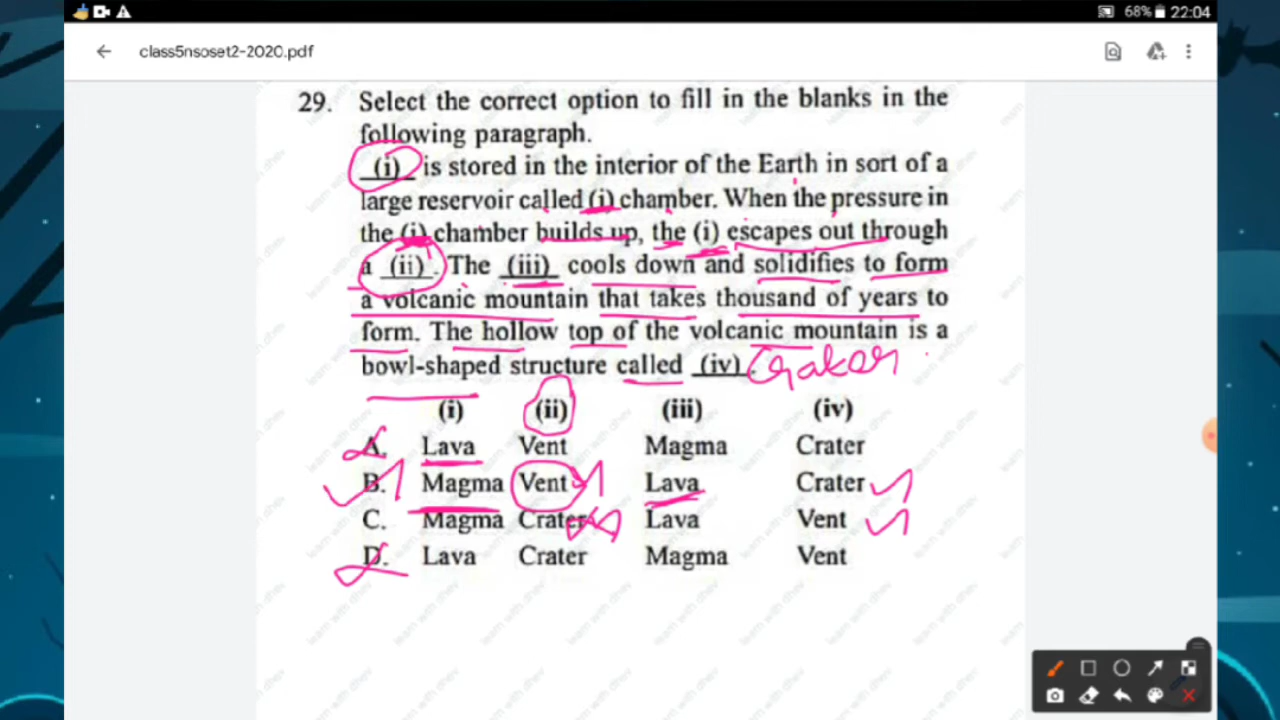 68% 22:04
class5nsoset2-2020.pdf
29. Select the correct option to fill in the blanks in the
following paragraph.
(i) is stored in the interior of the Earth in sort of a
large reservoir called (i) chamber. When the pressure in
the (i) chamber builds up, the (i) escapes out through
a (ii). The (iii) cools down and solidifies to form
a volcanic mountain that takes thousand of years to
form. The hollow top of the volcanic mountain is a
bowl-shaped structure called (iv).
(i) (ii) (iii) (iv)
A. Lava Vent Magma Crater
B. Magma Vent Lava Crater
C. Magma Crater Lava Vent
D. Lava Crater Magma Vent
learn with dhev